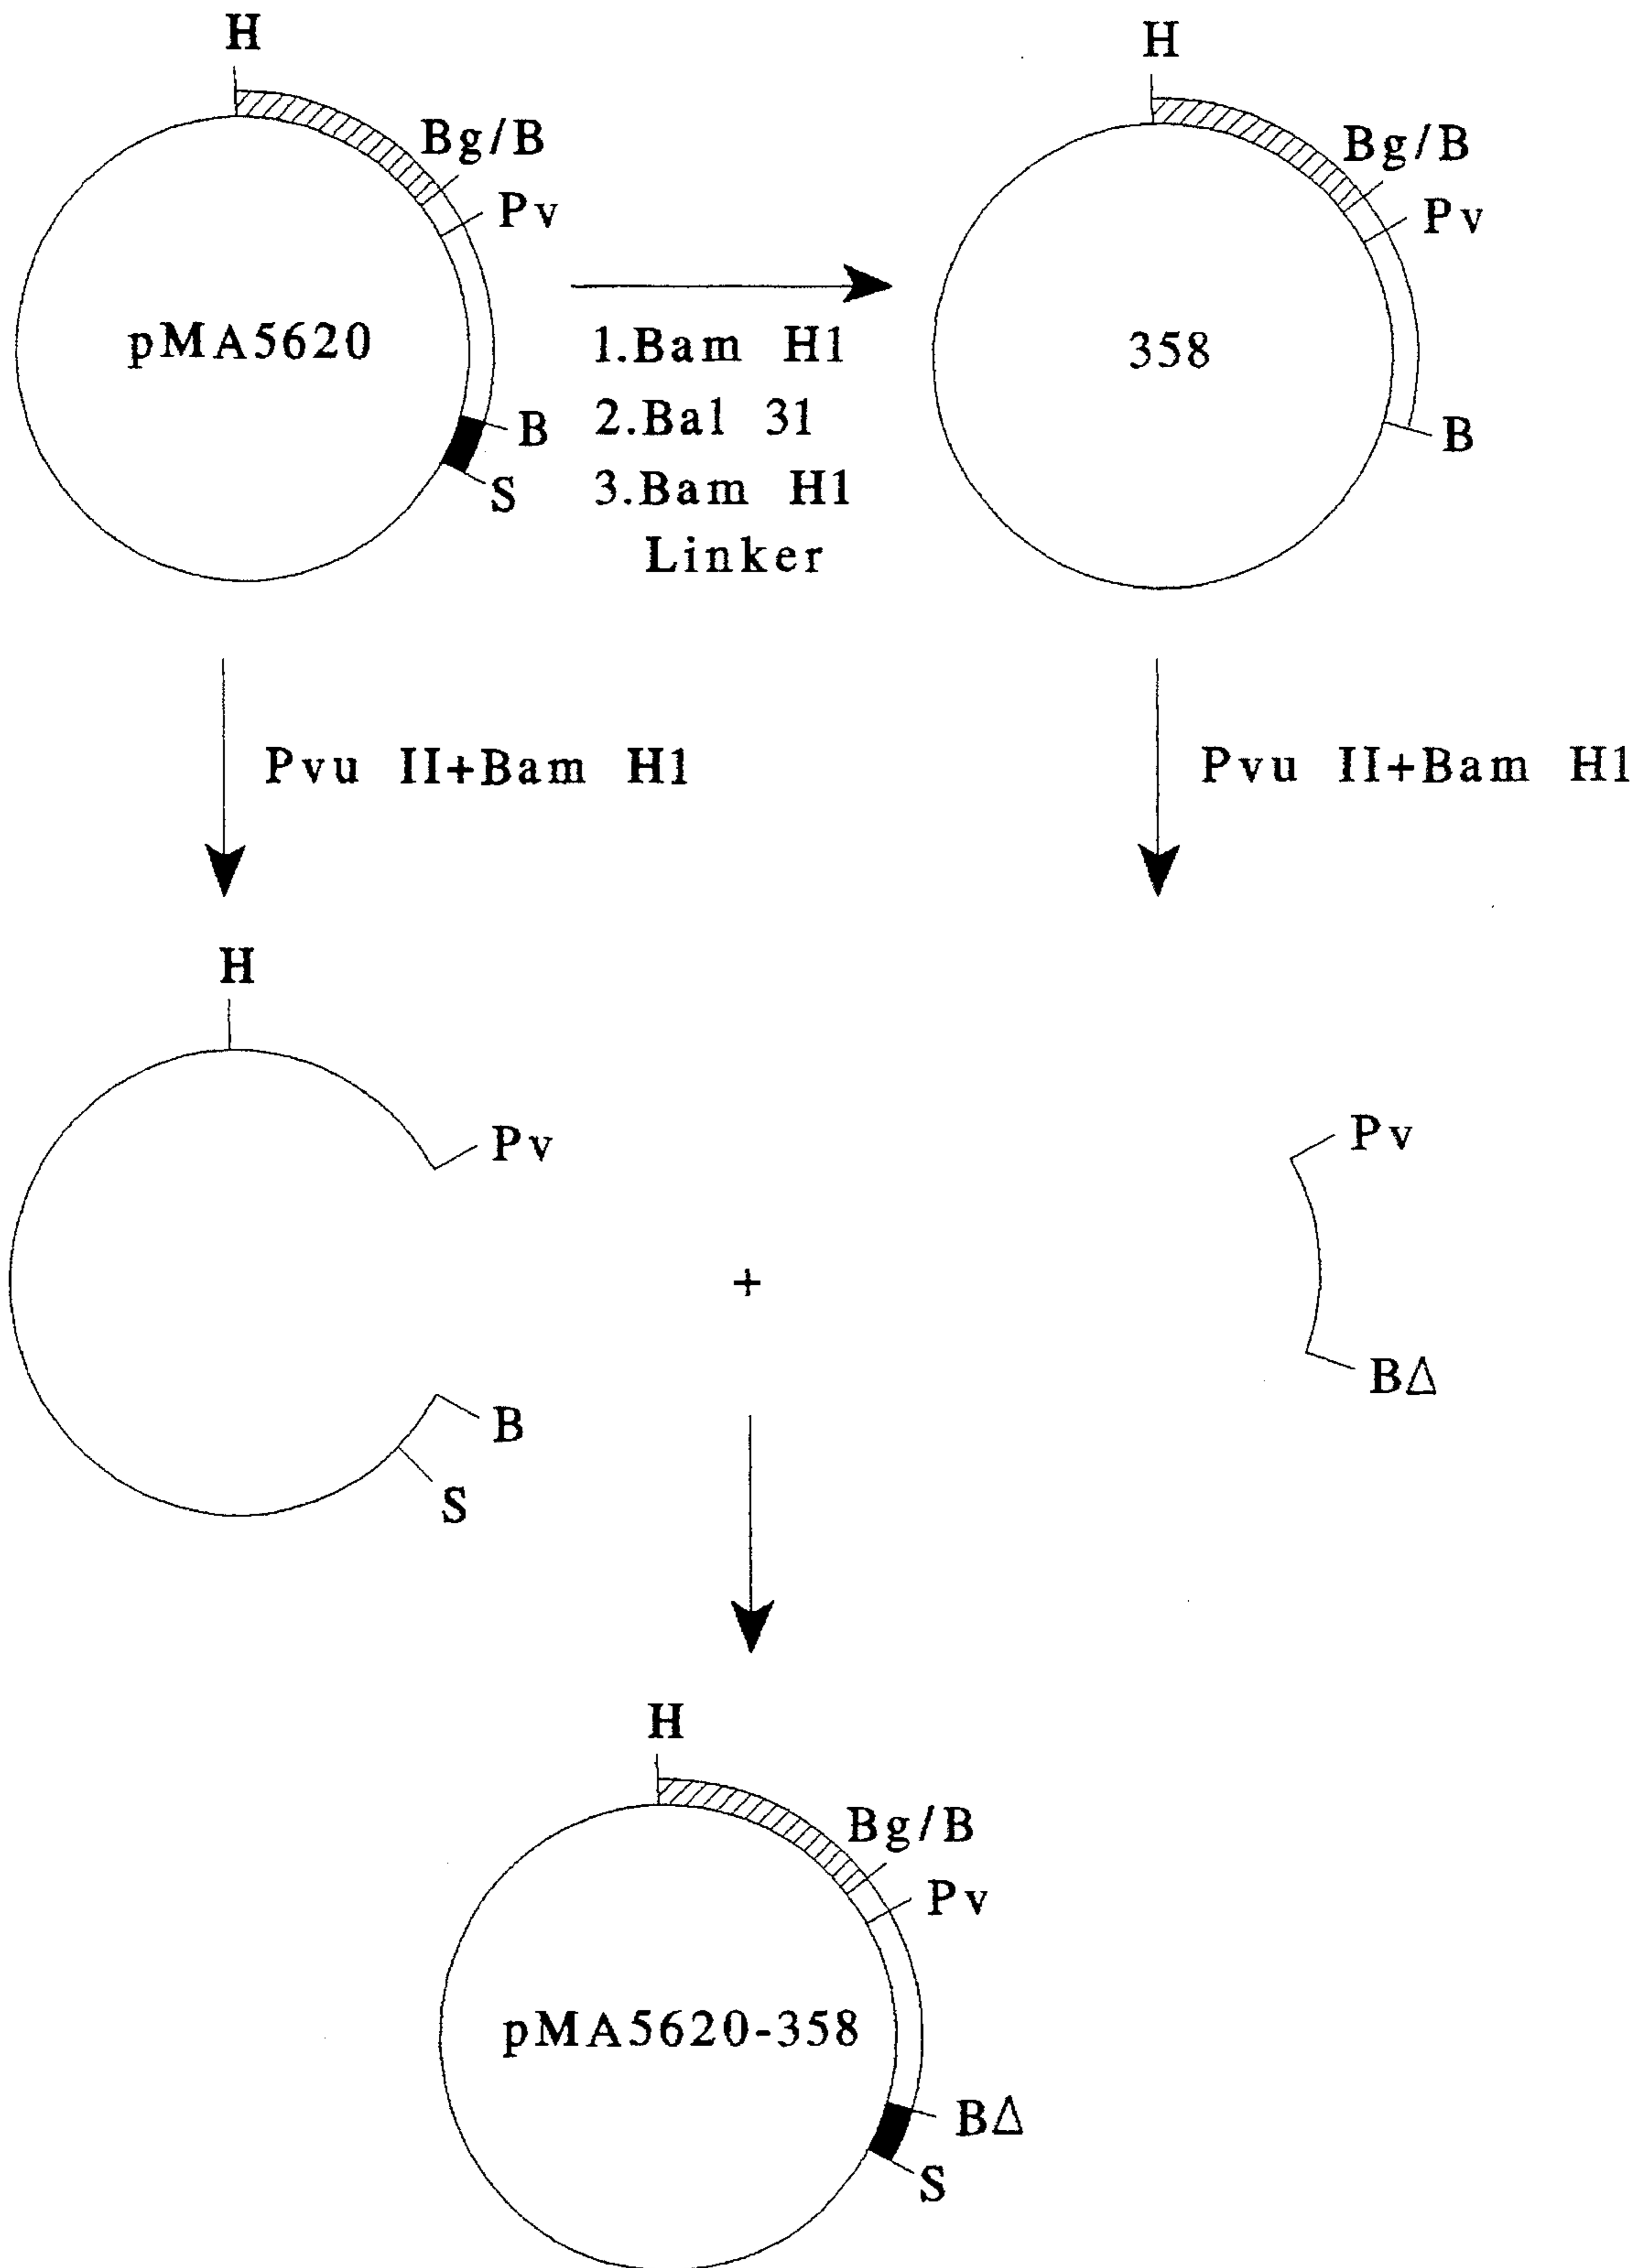 H
Bg/B
Pv
pMA5620
B
S
1.Bam H1
2.Bal 31
3.Bam H1
Linker
H
Bg/B
Pv
358
B
Pvu II+Bam H1
Pvu II+Bam H1
H
Pv
B
S
+
Pv
BΔ
H
Bg/B
Pv
pMA5620-358
BΔ
S